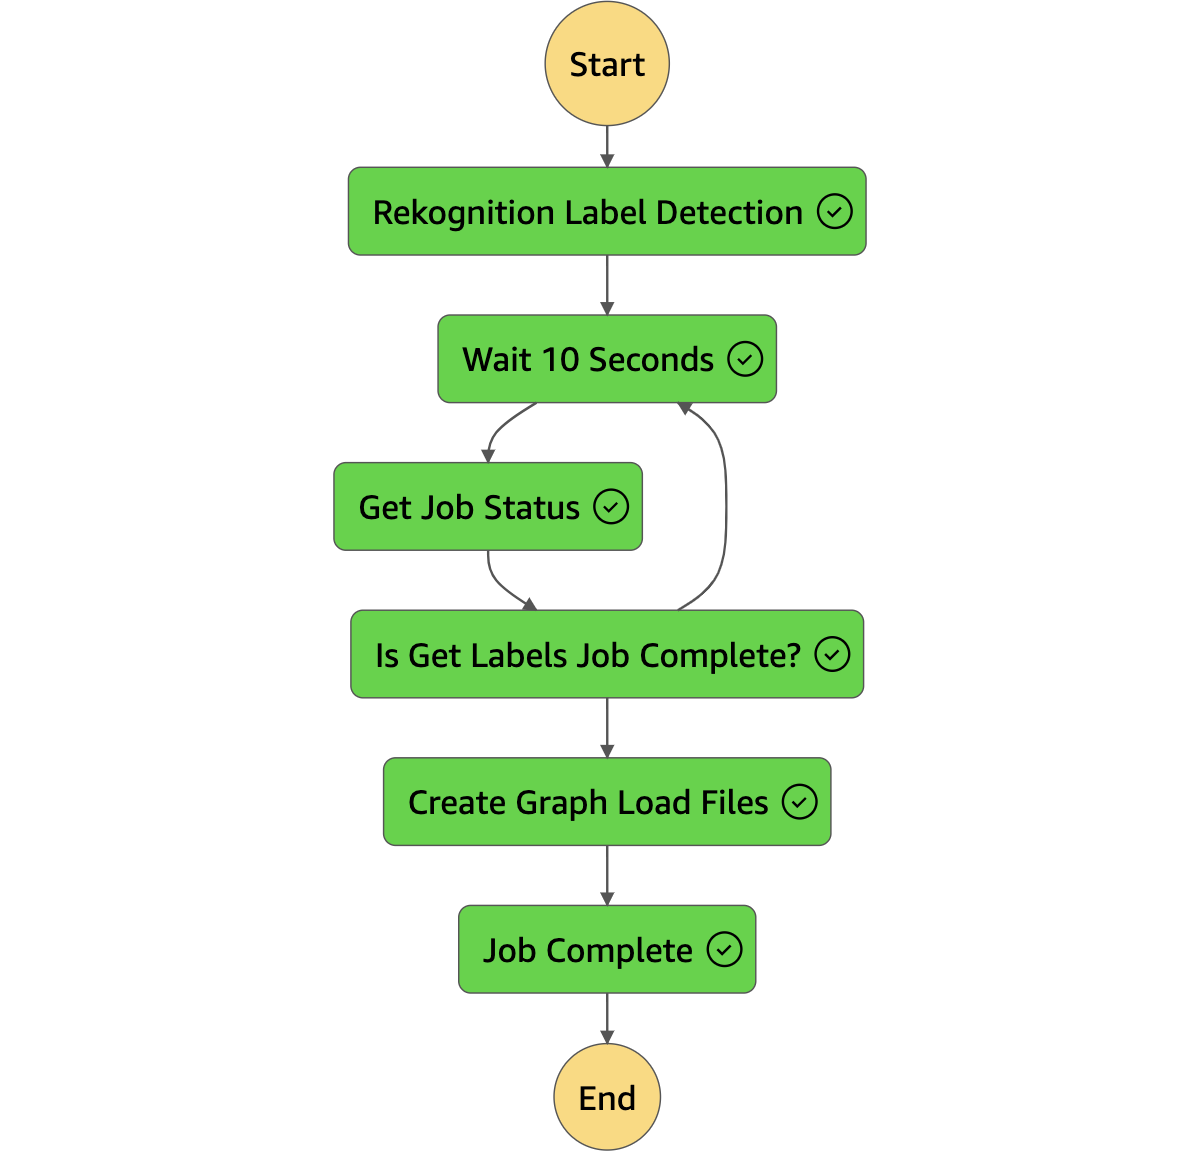 Start
Rekognition Label Detection
Wait 10 Seconds
Get Job Status
Is Get Labels Job Complete?
Create Graph Load Files
Job Complete
End